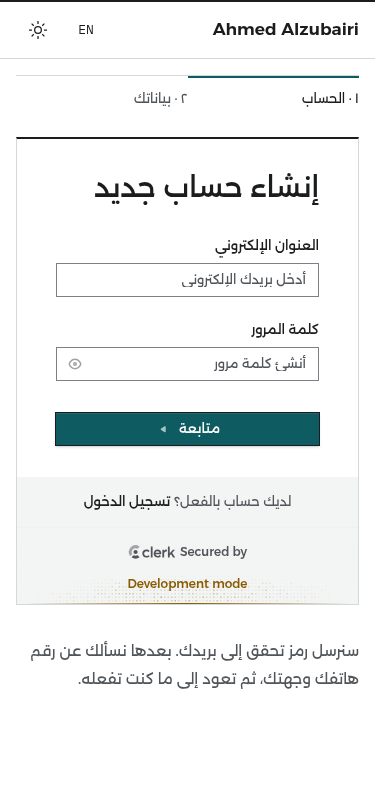 Ahmed Alzubairi
EN
٠١ · الحساب
٠٢ · بياناتك
إنشاء حساب جديد
العنوان الإلكتروني
أدخل بريدك الإلكتروني
كلمة المرور
أنشئ كلمة مرور
متابعة
لديك حساب بالفعل؟ تسجيل الدخول
Secured by clerk
Development mode
سنرسل رمز تحقق إلى بريدك. بعدها نسألك عن رقم
هاتفك وجهتك، ثم تعود إلى ما كنت تفعله.